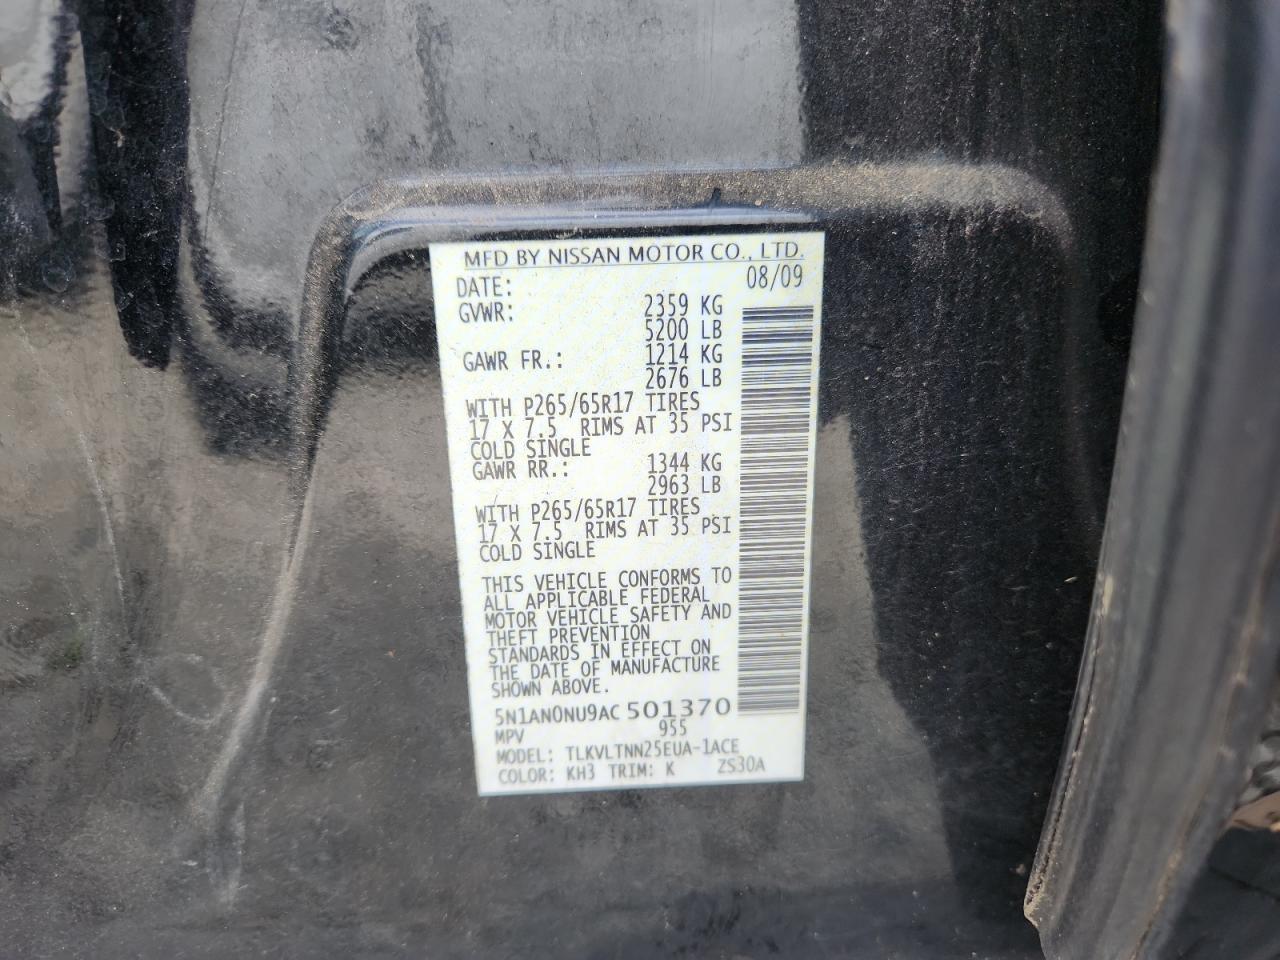 MFD BY NISSAN MOTOR CO., LTD.
DATE: 08/09
GVWR: 2359 KG
5200 LB
GAWR FR.: 1214 KG
2676 LB
WITH P265/65R17 TIRES
17 X 7.5 RIMS AT 35 PSI
COLD SINGLE
GAWR RR.: 1344 KG
2963 LB
WITH P265/65R17 TIRES
17 X 7.5 RIMS AT 35 PSI
COLD SINGLE
THIS VEHICLE CONFORMS TO
ALL APPLICABLE FEDERAL
MOTOR VEHICLE SAFETY AND
THEFT PREVENTION
STANDARDS IN EFFECT ON
THE DATE OF MANUFACTURE
SHOWN ABOVE.
5N1AN0NU9AC 501370
MPV 955
MODEL: TLKVLTNN25EUA-1ACE
COLOR: KH3 TRIM: K ZS30A